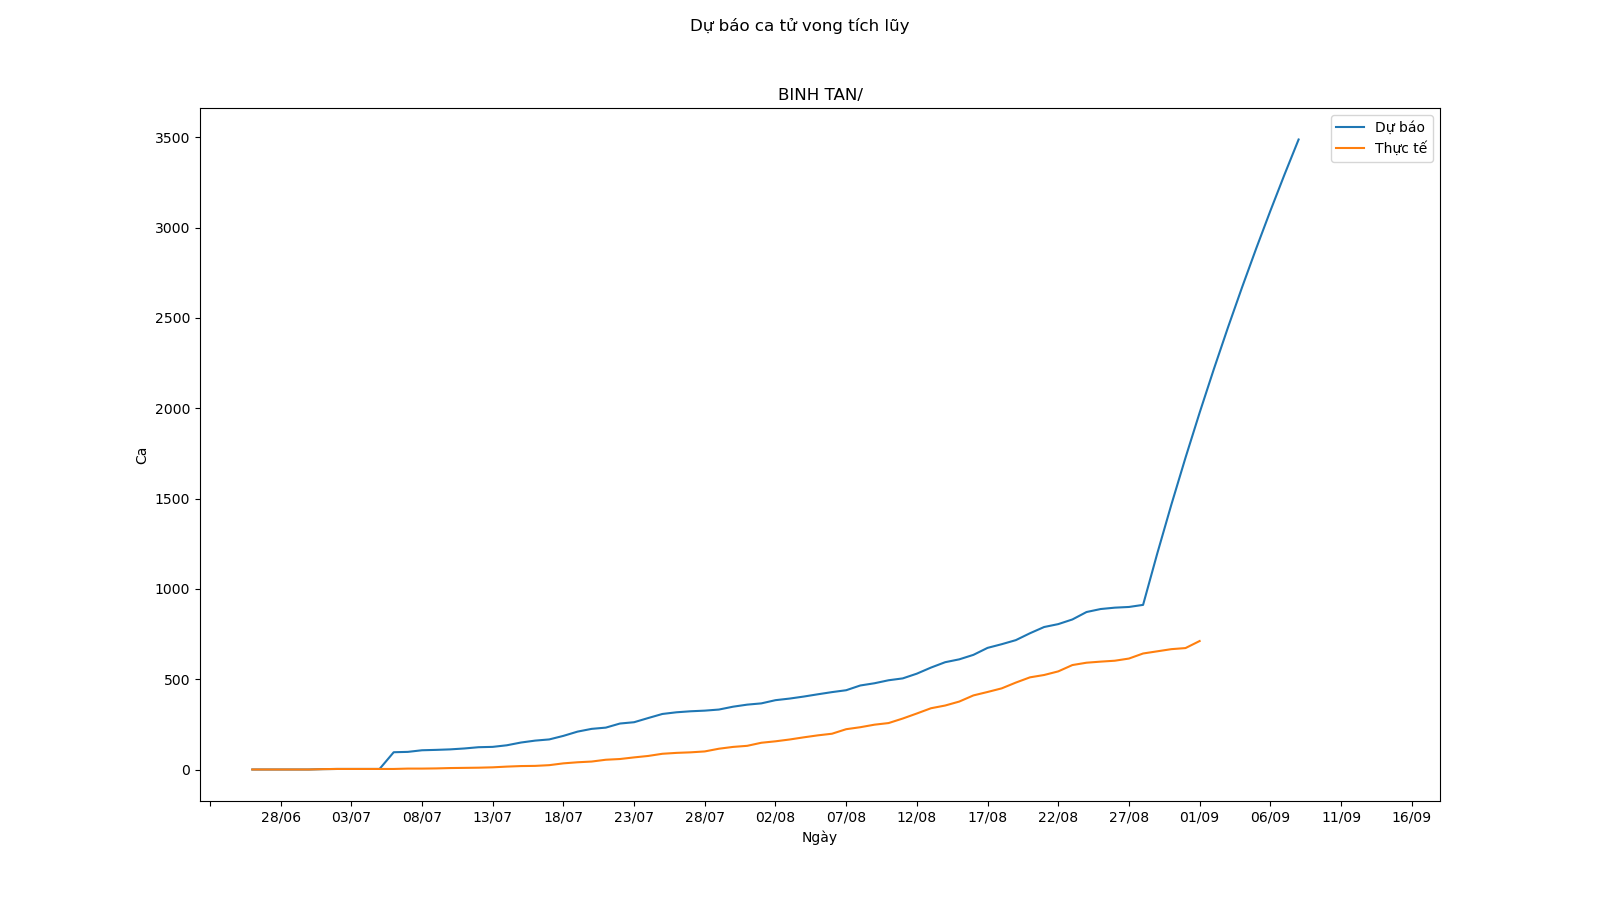 Dự báo ca tử vong tích lũy
BINH TAN/
Dự báo
Thực tế
3500
3000
2500
2000
1500
1000
500
0
Ca
28/06 03/07 08/07 13/07 18/07 23/07 28/07 02/08 07/08 12/08 17/08 22/08 27/08 01/09 06/09 11/09 16/09
Ngày